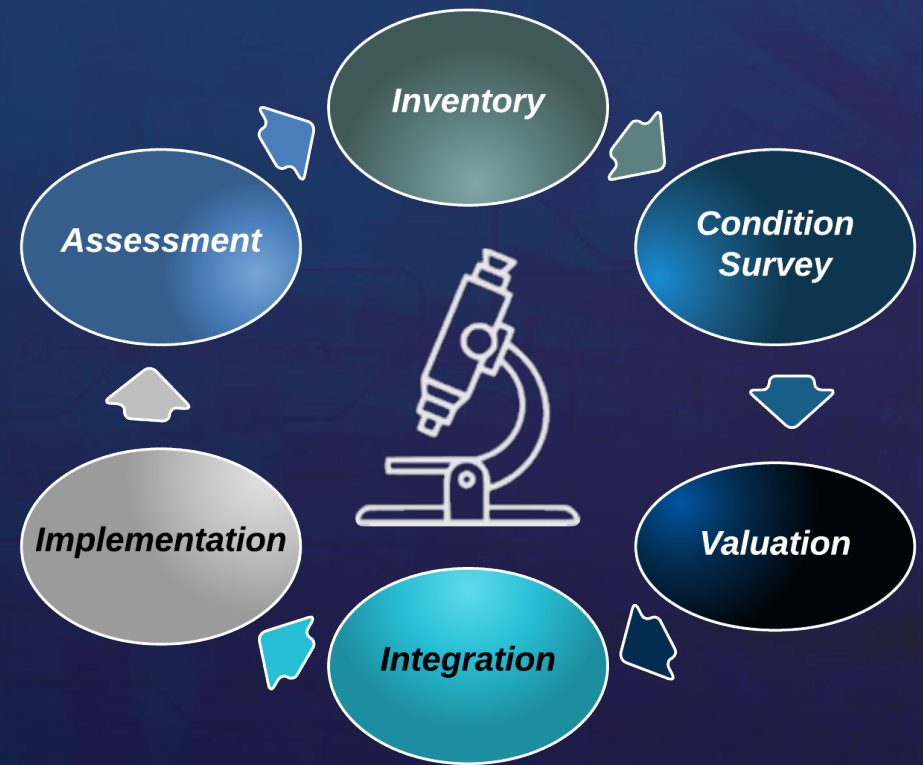 Inventory
Condition
Survey
Valuation
Integration
Implementation
Assessment